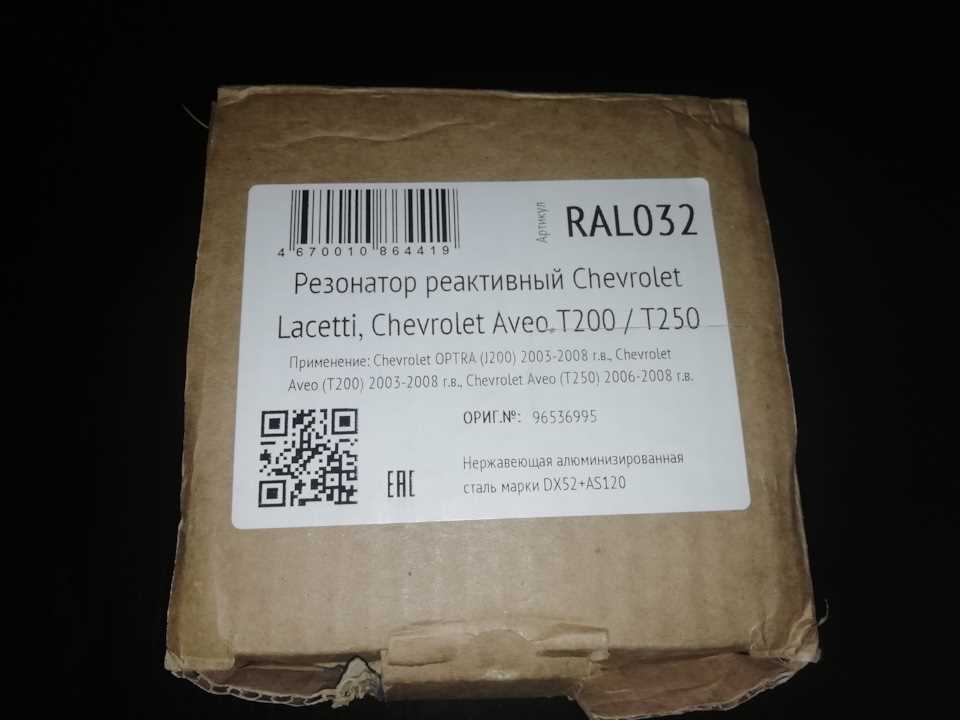 4 670010 864419
Артикул RAL032
Резонатор реактивный Chevrolet
Lacetti, Chevrolet Aveo T200 / T250
Применение: Chevrolet OPTRA (J200) 2003-2008 г.в., Chevrolet
Aveo (T200) 2003-2008 г.в., Chevrolet Aveo (T250) 2006-2008 г.в.
ОРИГ.№: 96536995
EAC
Нержавеющая алюминизированная
сталь марки DX52+AS120